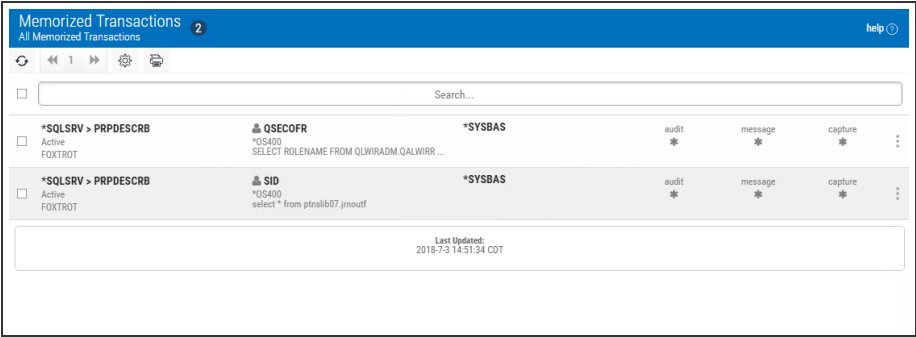 Memorized Transactions 2
All Memorized Transactions
help ?
1
Search...
*SQLSRV > PRPDESCRB
Active
FOXTROT
QSECOFR
*OS400
SELECT ROLENAME FROM QLWIRADM.QALWIRR ...
*SYSBAS
audit
*
message
*
capture
*
*SQLSRV > PRPDESCRB
Active
FOXTROT
SID
*OS400
select * from ptnslib07.jrnoutf
*SYSBAS
audit
*
message
*
capture
*
Last Updated:
2018-7-3 14:51:34 CDT